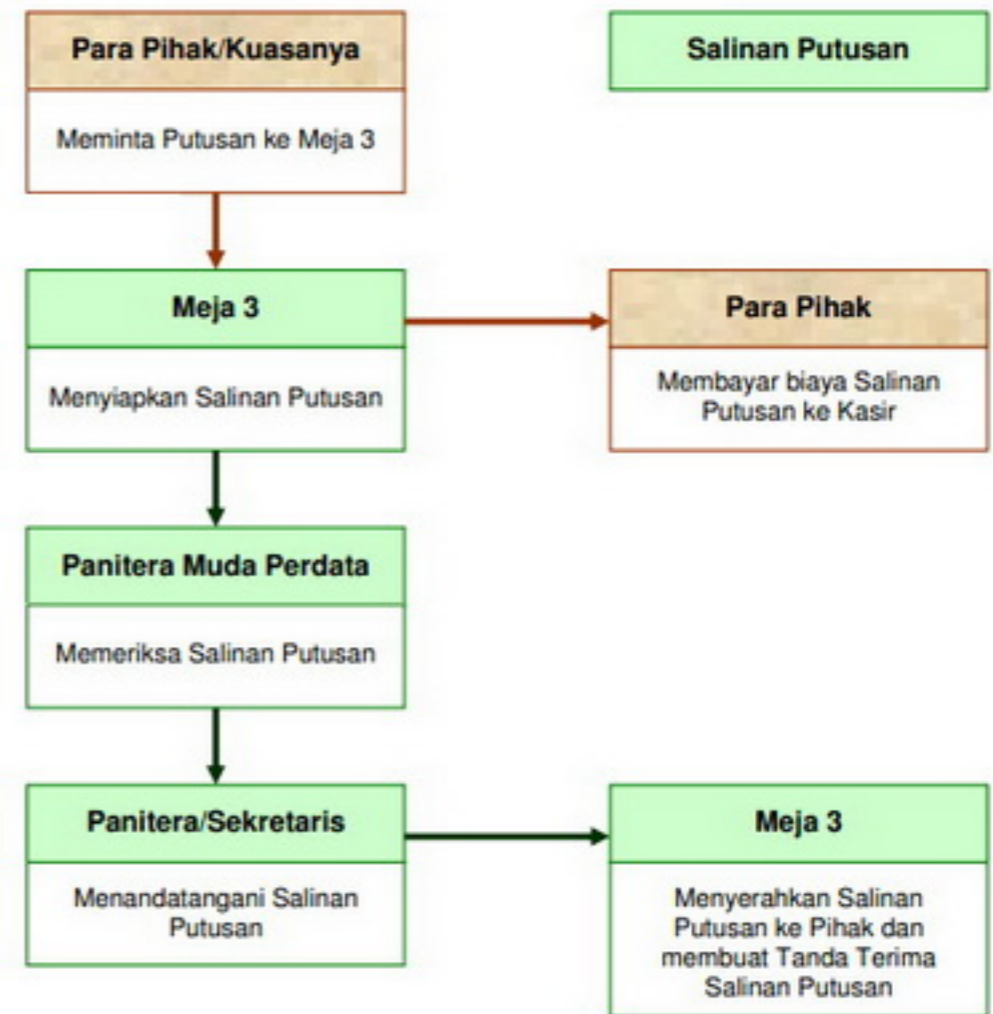 Para Pihak/Kuasanya
Meminta Putusan ke Meja 3
Salinan Putusan
Meja 3
Menyiapkan Salinan Putusan
Para Pihak
Membayar biaya Salinan
Putusan ke Kasir
Panitera Muda Perdata
Memeriksa Salinan Putusan
Panitera/Sekretaris
Menandatangani Salinan
Putusan
Meja 3
Menyerahkan Salinan
Putusan ke Pihak dan
membuat Tanda Terima
Salinan Putusan